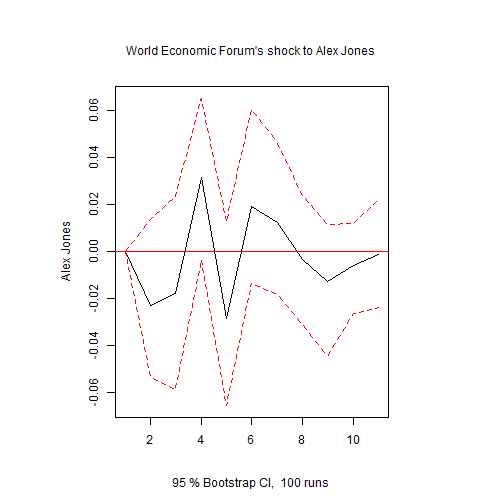 World Economic Forum's shock to Alex Jones
Alex Jones
0.06
0.04
0.02
0.00
-0.02
-0.04
-0.06
2 4 6 8 10
95 % Bootstrap CI, 100 runs